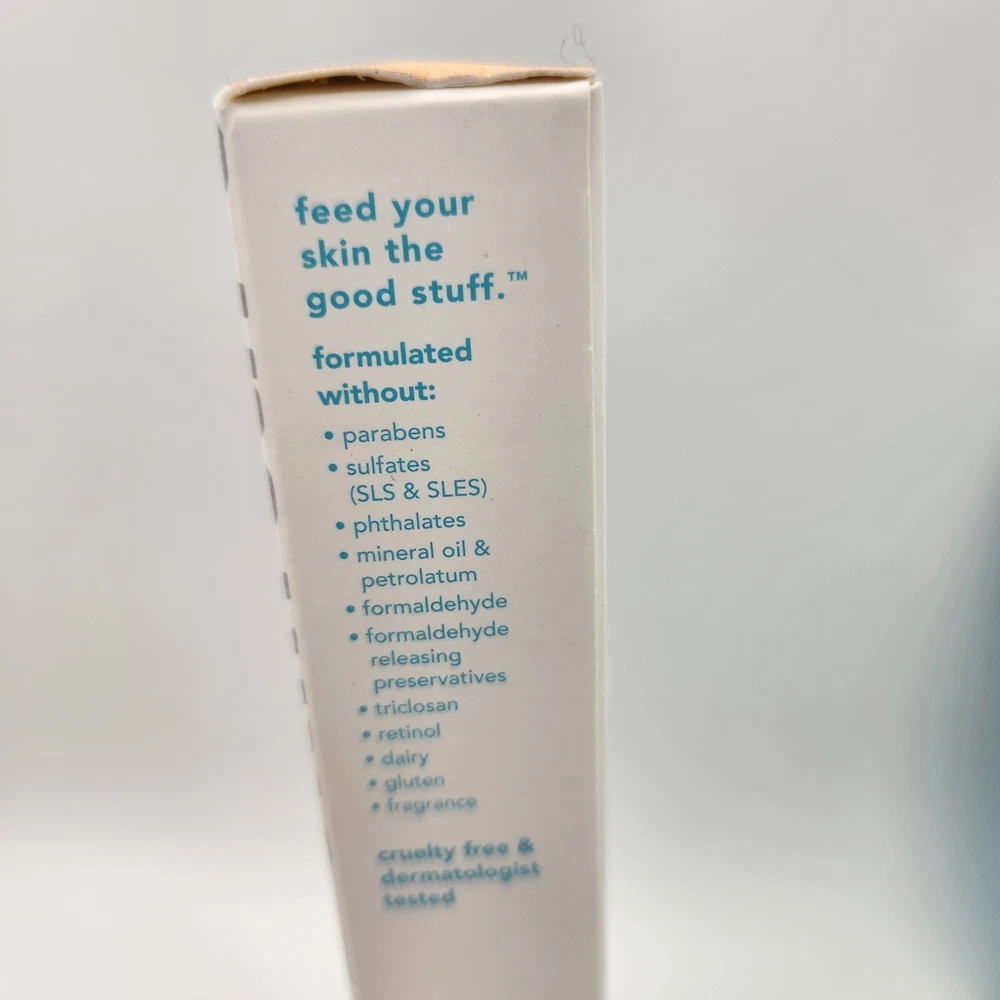 feed your
skin the
good stuff.™
formulated
without:
• parabens
• sulfates
(SLS & SLES)
• phthalates
• mineral oil &
petrolatum
• formaldehyde
• formaldehyde
releasing
preservatives
• triclosan
• retinol
• dairy
• gluten
• fragrance
cruelty free &
dermatologist
tested